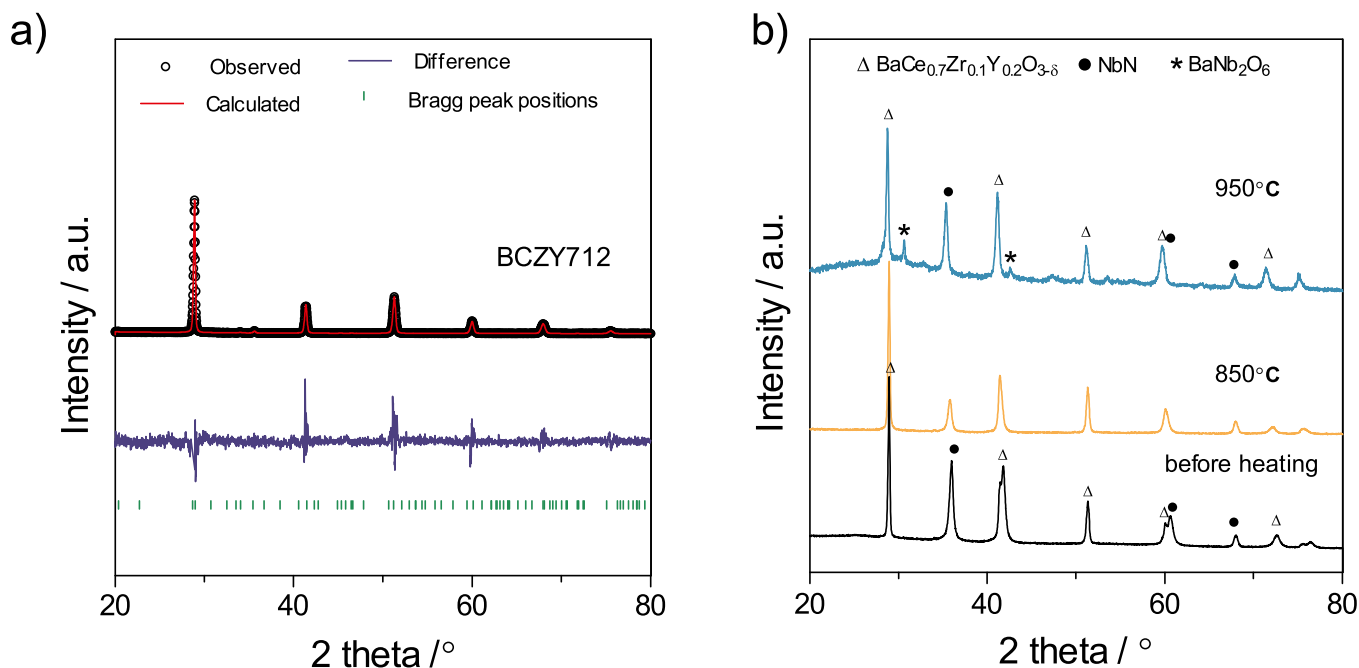 a)
Observed
Difference
Calculated
Bragg peak positions
BCZY712
Intensity / a.u.
20 40 60 80
2 theta /°
b)
Δ BaCe0.7Zr0.1Y0.2O3-δ ● NbN * BaNb2O6
Δ
●
Δ
950°C
*
*
Δ
Δ ●
●
Δ
850°C
Δ
before heating
●
Δ
Δ
Δ ●
●
Δ
Intensity / a.u.
20 40 60 80
2 theta /°